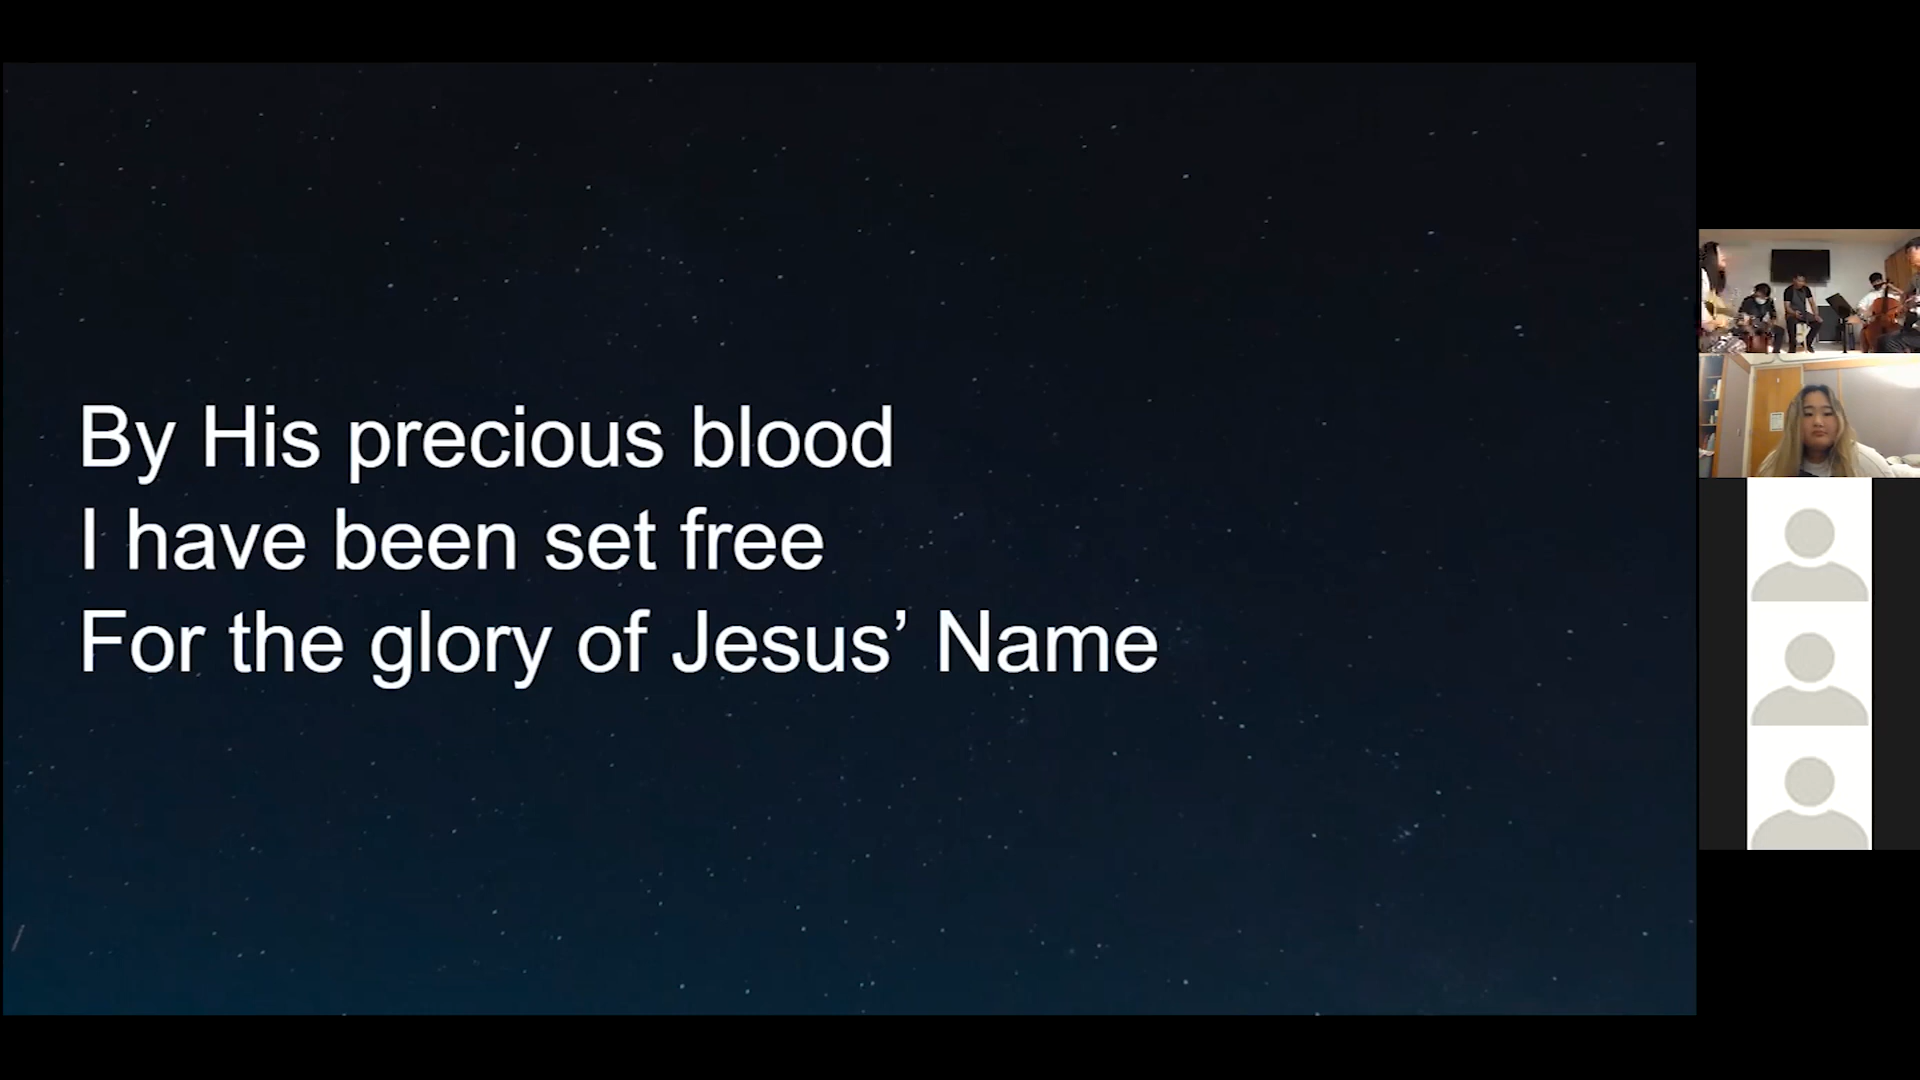 By His precious blood
I have been set free
For the glory of Jesus’ Name